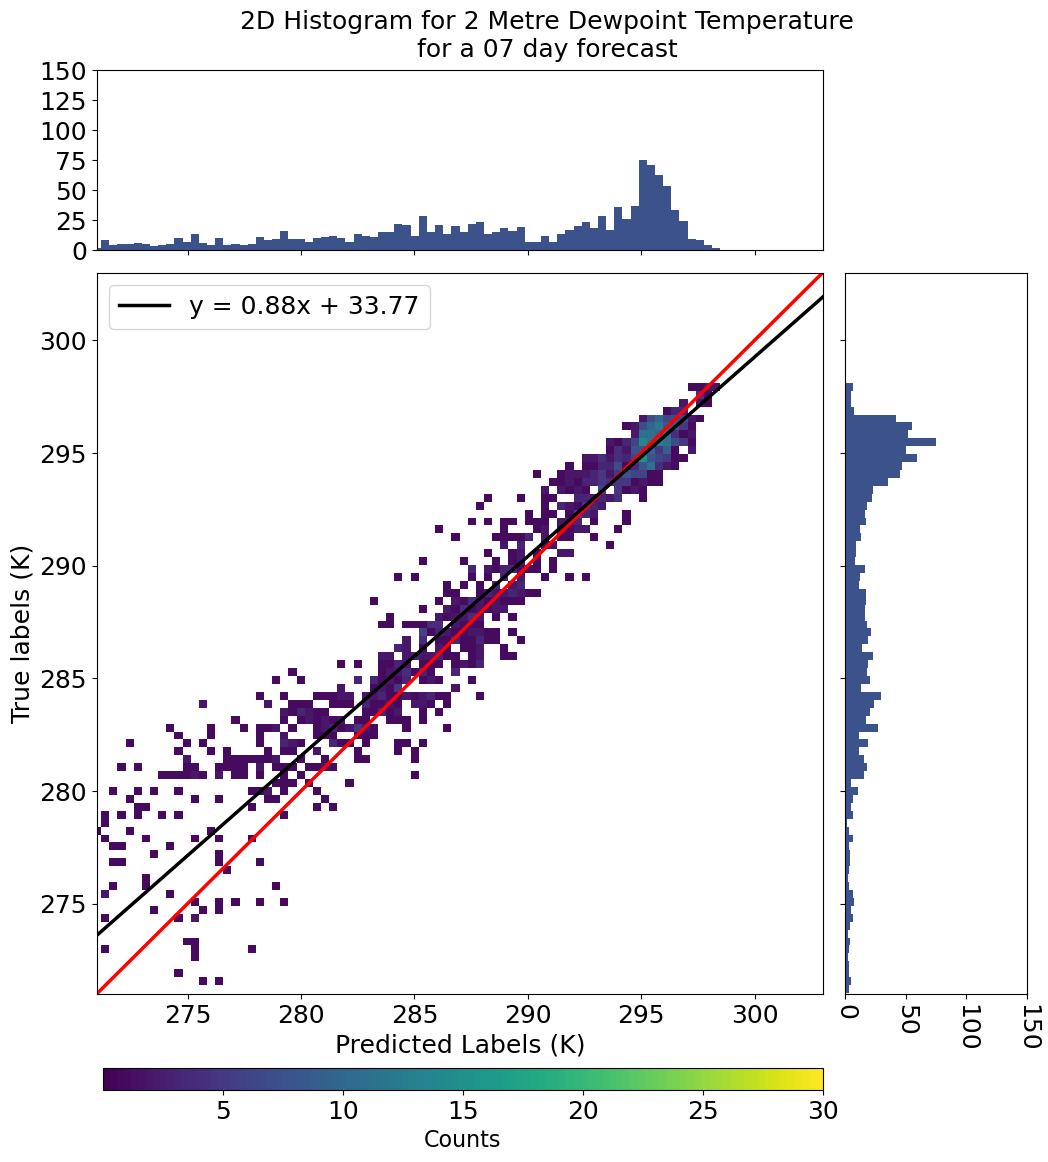 2D Histogram for 2 Metre Dewpoint Temperature
for a 07 day forecast
150
125
100
75
50
25
0
y = 0.88x + 33.77
300
295
290
285
280
275
True labels (K)
275 280 285 290 295 300
Predicted Labels (K)
0 50 100 150
5 10 15 20 25 30
Counts